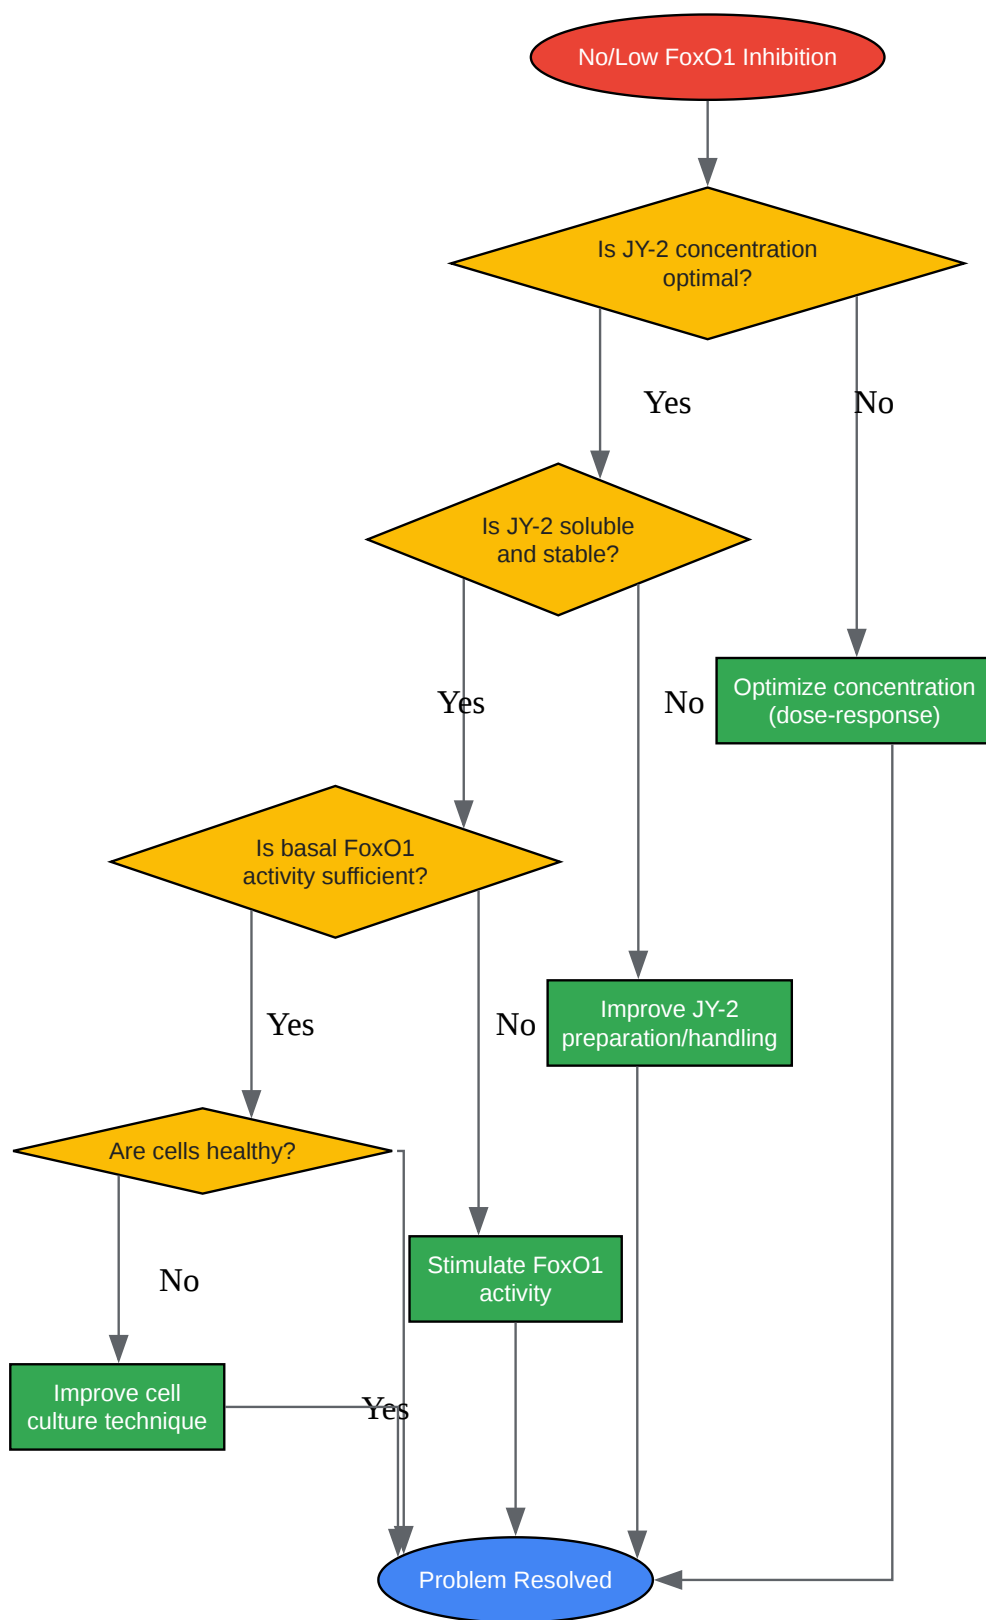 No/Low FoxO1 Inhibition
Is JY-2 concentration
optimal?
Yes
No
Is JY-2 soluble
and stable?
Optimize concentration
(dose-response)
Yes
No
Is basal FoxO1
activity sufficient?
Improve JY-2
preparation/handling
Yes
No
Are cells healthy?
Stimulate FoxO1
activity
No
Improve cell
culture technique
Yes
Problem Resolved